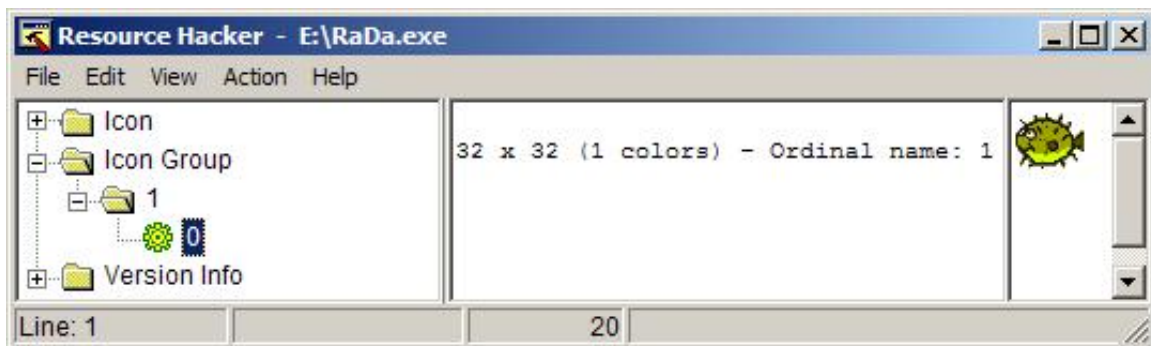 Resource Hacker - E:\RaDa.exe
File Edit View Action Help
Icon
Icon Group
1
0
Version Info
32 x 32 (1 colors) - Ordinal name: 1
Line: 1 20